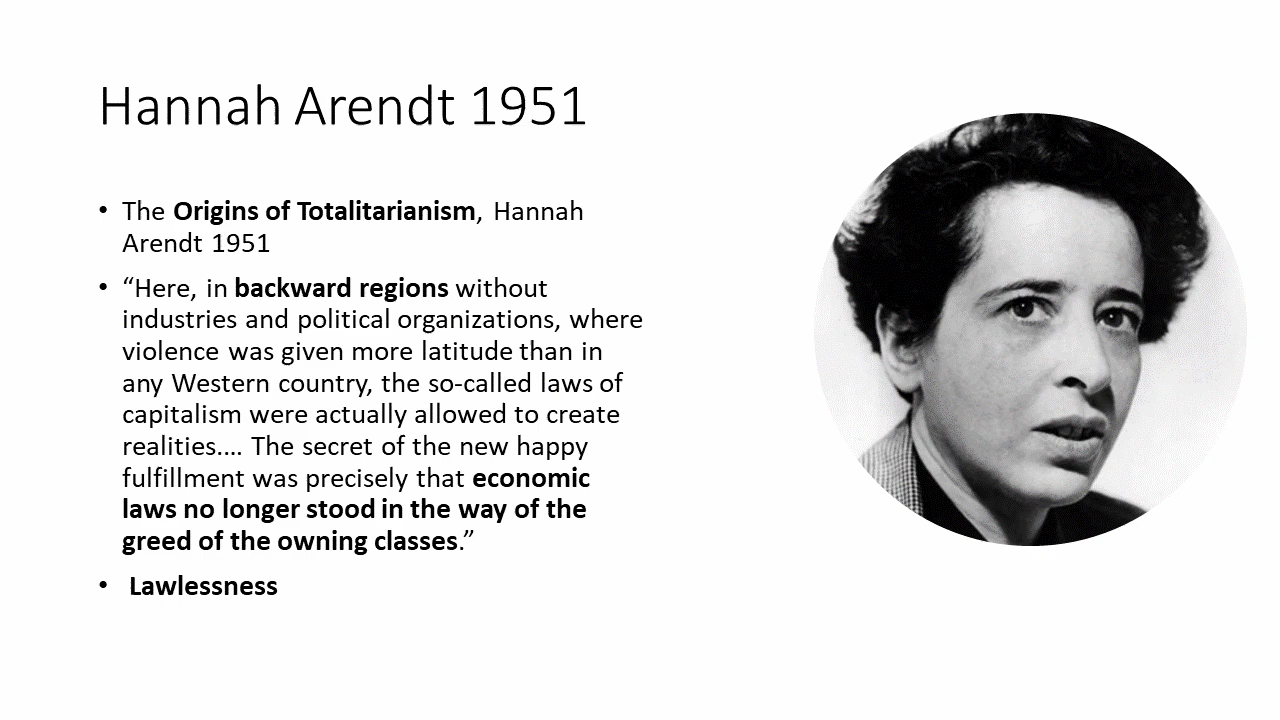 Hannah Arendt 1951
• The Origins of Totalitarianism, Hannah
Arendt 1951
• “Here, in backward regions without
industries and political organizations, where
violence was given more latitude than in
any Western country, the so-called laws of
capitalism were actually allowed to create
realities.... The secret of the new happy
fulfillment was precisely that economic
laws no longer stood in the way of the
greed of the owning classes.”
• Lawlessness